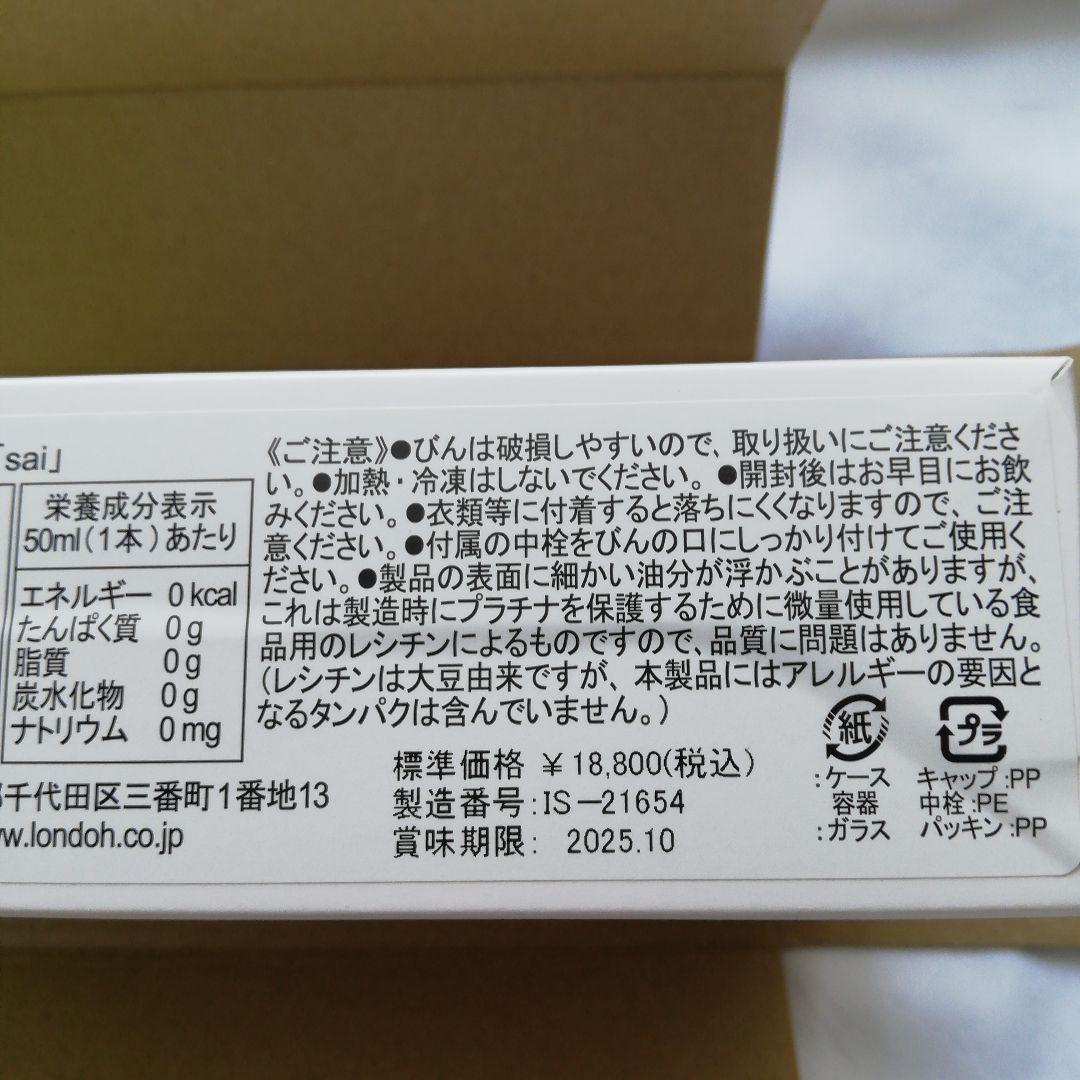 「sai」
栄養成分表示
50ml(1本)あたり
エネルギー 0kcal
たんぱく質 0g
脂質 0g
炭水化物 0g
ナトリウム 0mg
千代田区三番町1番地13
w.londoh.co.jp
《ご注意》●びんは破損しやすいので、取り扱いにご注意くださ
い。●加熱・冷凍はしないでください。●開封後はお早目にお飲
みください。●衣類等に付着すると落ちにくくなりますので、ご注
意ください。●付属の中栓をびんの口にしっかり付けてご使用く
ださい。●製品の表面に細かい油分が浮かぶことがありますが、
これは製造時にプラチナを保護するために微量使用している食
品用のレシチンによるものですので、品質に問題はありません。
(レシチンは大豆由来ですが、本製品にはアレルギーの要因と
なるタンパクは含んでいません。)
標準価格 ￥18,800(税込)
製造番号:IS-21654
賞味期限: 2025.10
紙
:ケース
容器
:ガラス
プラ
キャップ:PP
中栓:PE
パッキン:PP